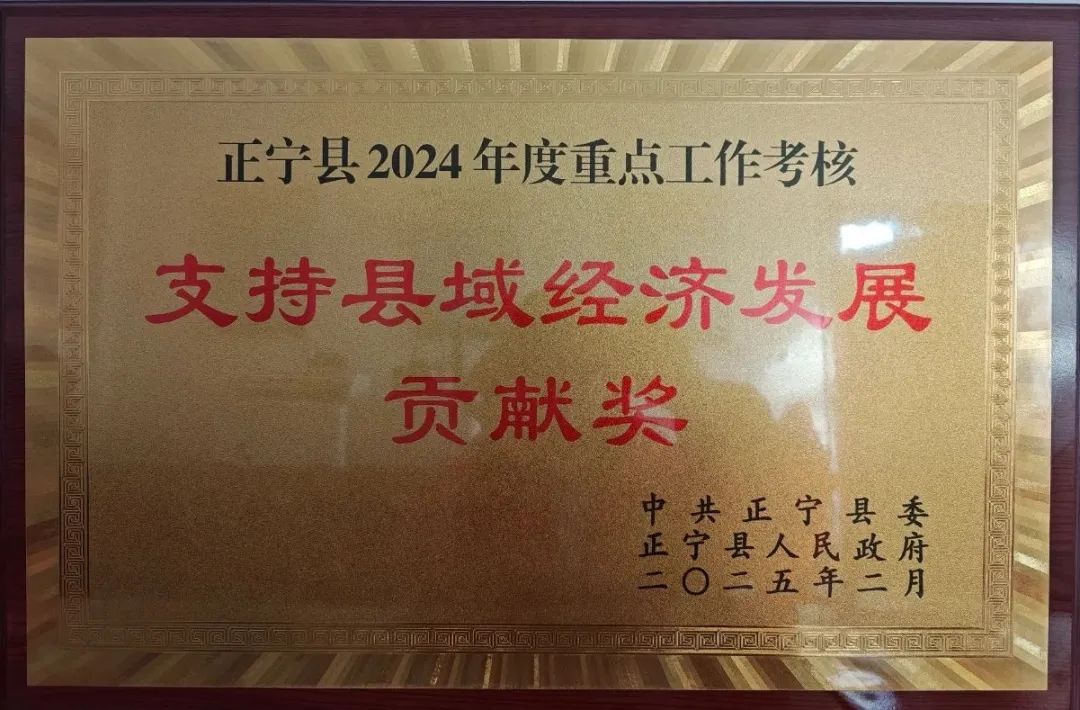 正宁县2024年度重点工作考核
支持县域经济发展
贡献奖
中共正宁县委
正宁县人民政府
二〇二五年二月